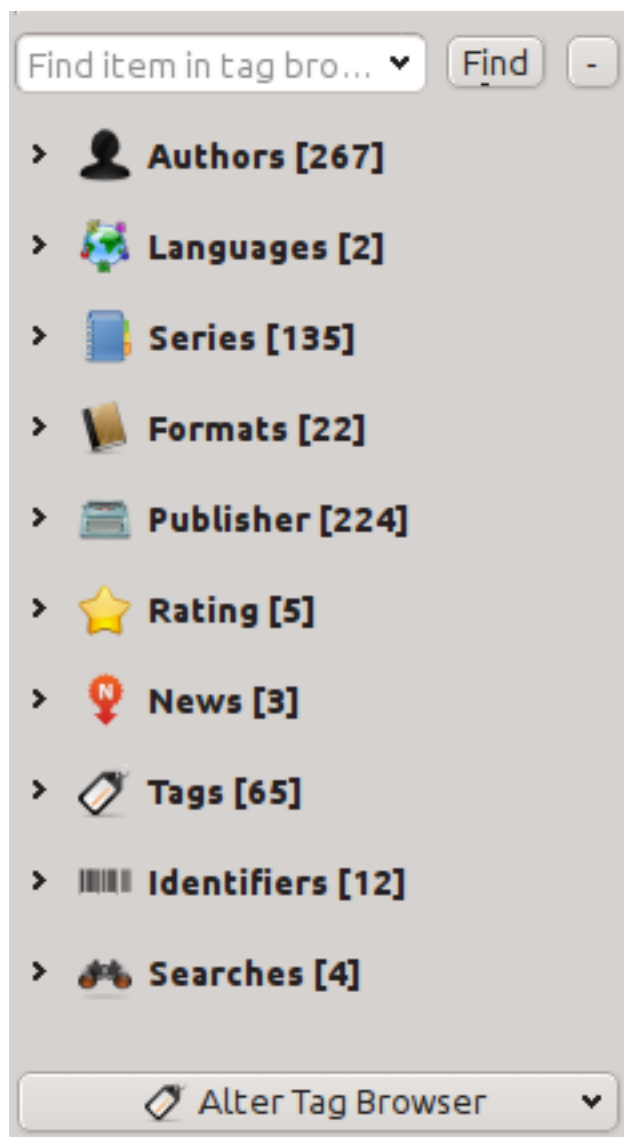 Find item in tag bro... Find -
Authors [267]
Languages [2]
Series [135]
Formats [22]
Publisher [224]
Rating [5]
N News [3]
Tags [65]
Identifiers [12]
Searches [4]
Alter Tag Browser